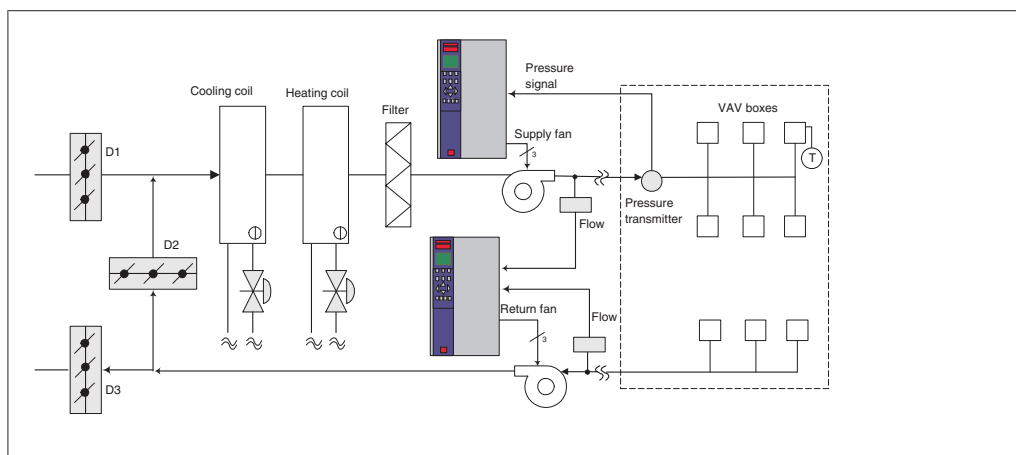 Pressure
signal
Cooling coil
Heating coil
VAV boxes
Filter
Supply fan
D1
3
T
Pressure
transmitter
Flow
D2
Return fan
Flow
3
D3